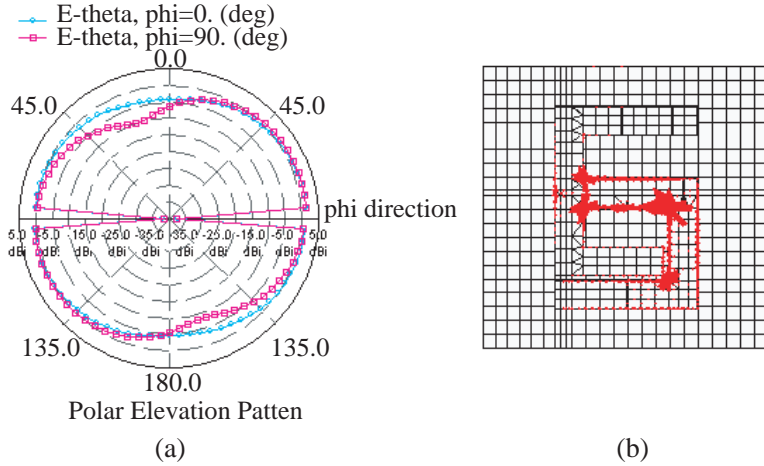 E-theta, phi=0. (deg)
E-theta, phi=90. (deg)
0.0
45.0
45.0
phi direction
5.0 -5.0 -15.0 -25.0 -35.0 -35.0 -25.0 -15.0 -5.0 5.0
dBi dBi dBi dBi dBi dBi dBi dBi
135.0
135.0
180.0
Polar Elevation Patten
(a)
(b)